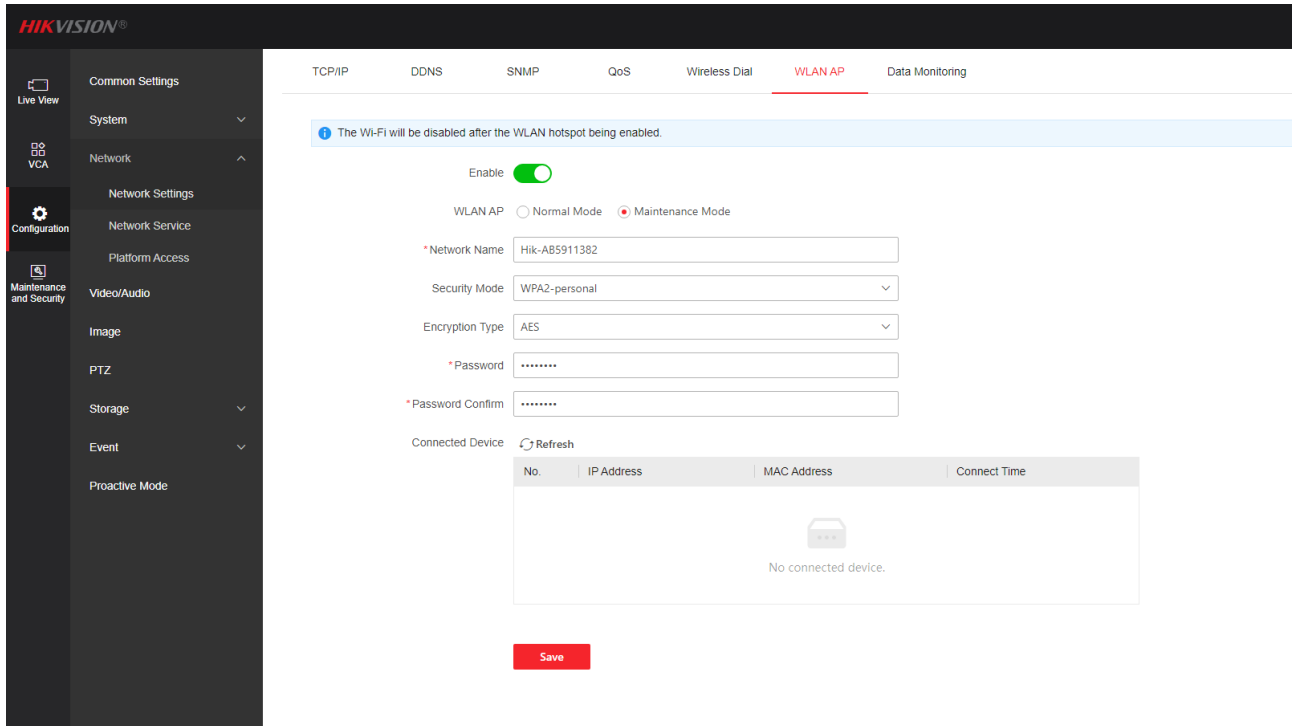 HIKVISION®
Live View
VCA
Configuration
Maintenance
and Security
Common Settings
System
Network
Network Settings
Network Service
Platform Access
Video/Audio
Image
PTZ
Storage
Event
Proactive Mode
TCP/IP DDNS SNMP QoS Wireless Dial WLAN AP Data Monitoring
The Wi-Fi will be disabled after the WLAN hotspot being enabled.
Enable
WLAN AP Normal Mode Maintenance Mode
*Network Name Hik-AB5911382
Security Mode WPA2-personal
Encryption Type AES
*Password ••••••••
*Password Confirm ••••••••
Connected Device Refresh
No. IP Address MAC Address Connect Time
No connected device.
Save